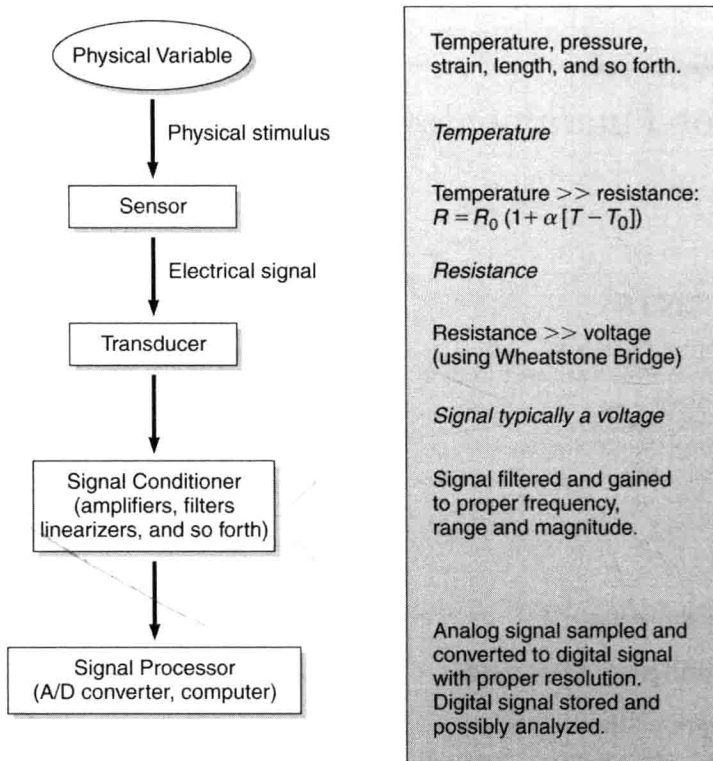 Physical Variable
Physical stimulus
Sensor
Electrical signal
Transducer
Signal Conditioner
(amplifiers, filters
linearizers, and so forth)
Signal Processor
(A/D converter, computer)
Temperature, pressure,
strain, length, and so forth.
Temperature
Temperature >> resistance:
R = R₀ (1 + α [T − T₀])
Resistance
Resistance >> voltage
(using Wheatstone Bridge)
Signal typically a voltage
Signal filtered and gained
to proper frequency,
range and magnitude.
Analog signal sampled and
converted to digital signal
with proper resolution.
Digital signal stored and
possibly analyzed.